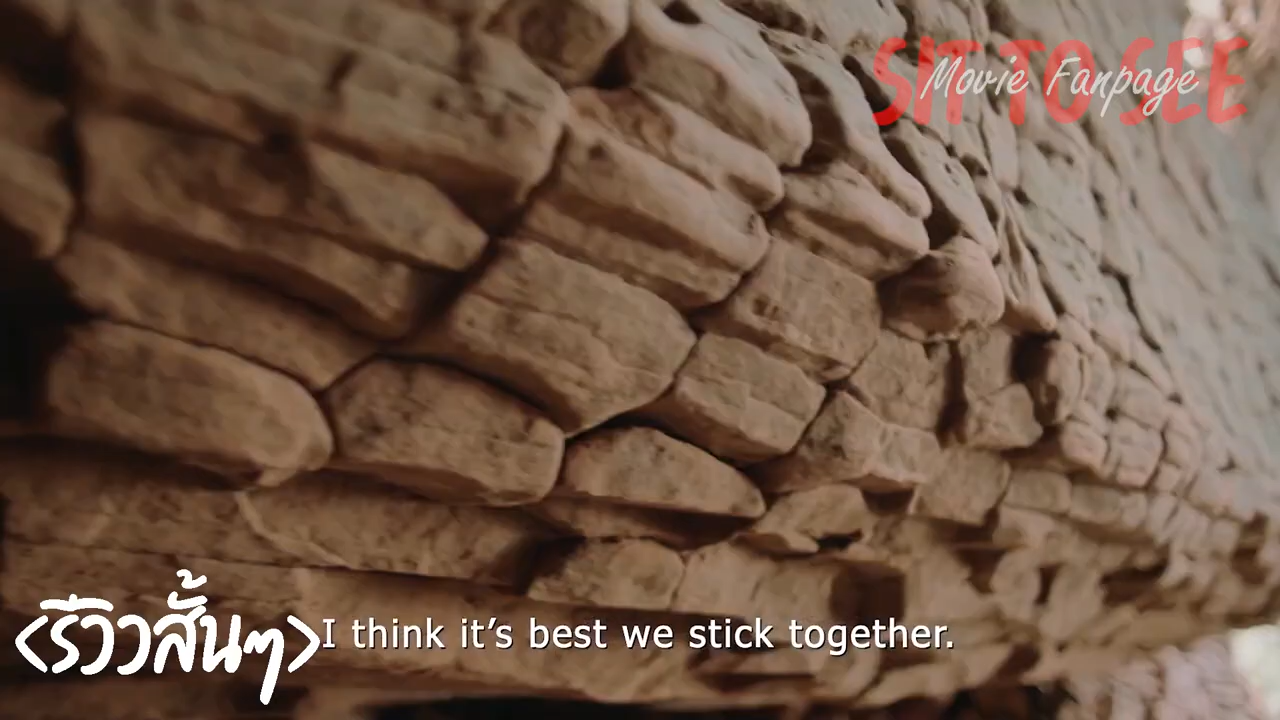 SIT TO SEE
Movie Fanpage
<รีวิวสั้นๆ>
I think it’s best we stick together.